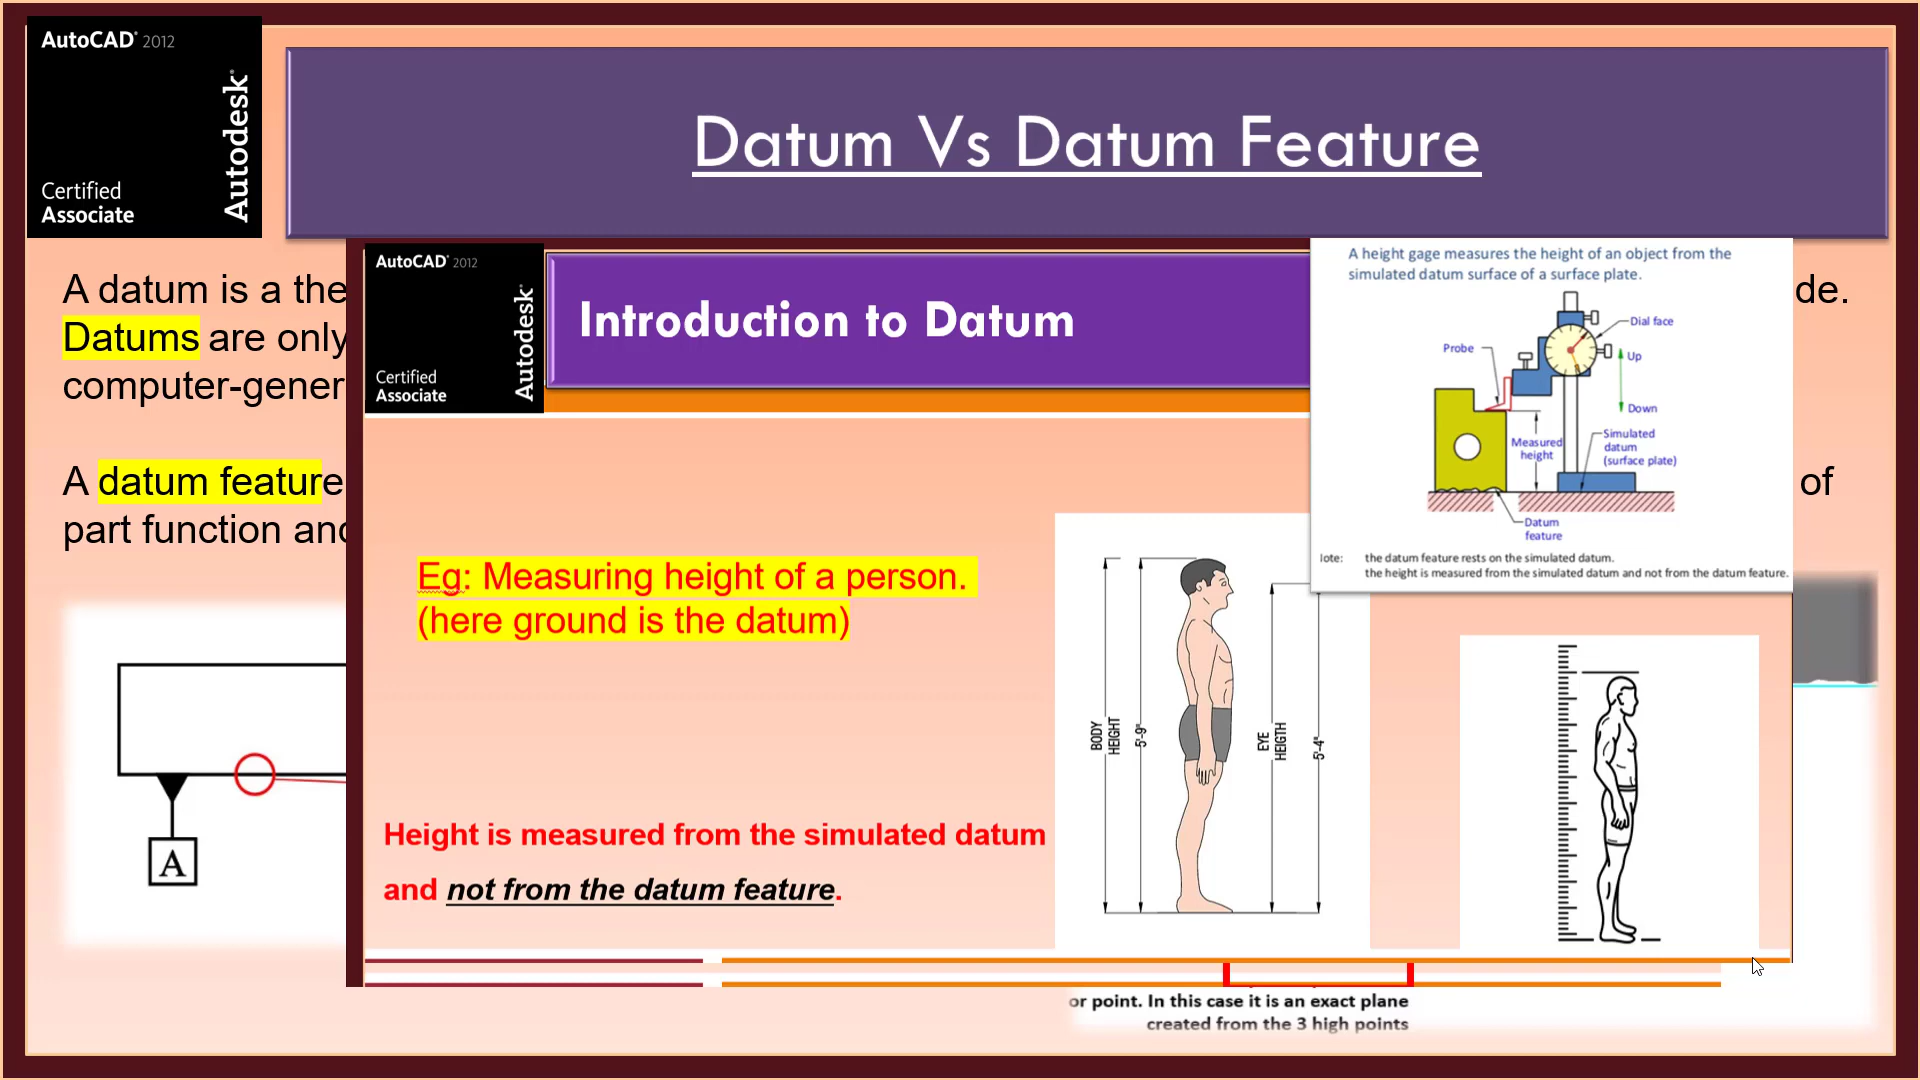 AutoCAD® 2012
Autodesk®
Certified
Associate
Datum Vs Datum Feature
A datum is a the
de.
Datums are only
computer-gener
A datum feature
of
part function and
A
AutoCAD® 2012
Autodesk®
Certified
Associate
Introduction to Datum
Eg: Measuring height of a person.
(here ground is the datum)
Height is measured from the simulated datum
and not from the datum feature.
BODY
HEIGHT
5'-9"
EYE
HEIGTH
5'-4"
A height gage measures the height of an object from the
simulated datum surface of a surface plate.
Dial face
Probe
Up
Down
Measured
height
Simulated
datum
(surface plate)
Datum
feature
lote: the datum feature rests on the simulated datum.
the height is measured from the simulated datum and not from the datum feature.
or point. In this case it is an exact plane
created from the 3 high points